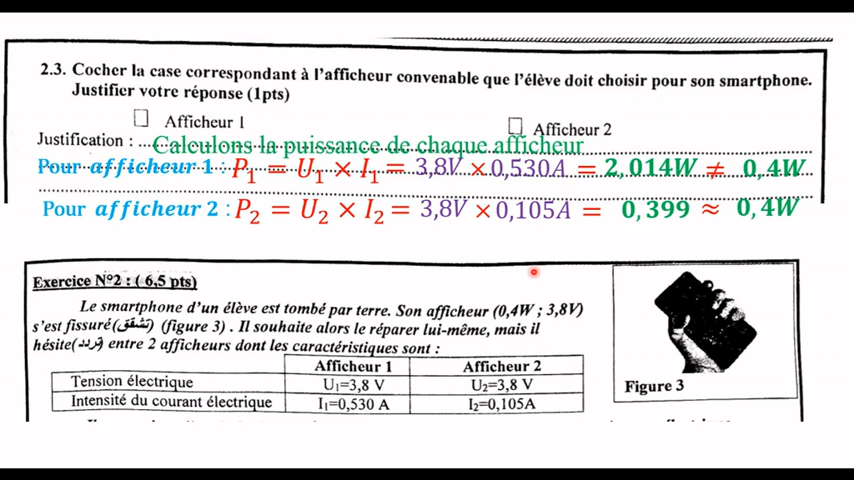 2.3. Cocher la case correspondant à l'afficheur convenable que l'élève doit choisir pour son smartphone.
Justifier votre réponse (1pts)
Afficheur 1
Afficheur 2
Justification : ... Calculons la puissance de chaque afficheur
Pour afficheur 1 : P₁ = U₁ × I₁ = 3,8V × 0,530A = 2,014W ≠ 0,4W
Pour afficheur 2 : P₂ = U₂ × I₂ = 3,8V × 0,105A = 0,399 ≈ 0,4W
Exercice N°2 : ( 6,5 pts)
Le smartphone d'un élève est tombé par terre. Son afficheur (0,4W ; 3,8V)
s'est fissuré(تشقق) (figure 3) . Il souhaite alors le réparer lui-même, mais il
hésite(تردد) entre 2 afficheurs dont les caractéristiques sont :
Afficheur 1 Afficheur 2
Tension électrique U₁=3,8 V U₂=3,8 V
Intensité du courant électrique I₁=0,530 A I₂=0,105A
Figure 3